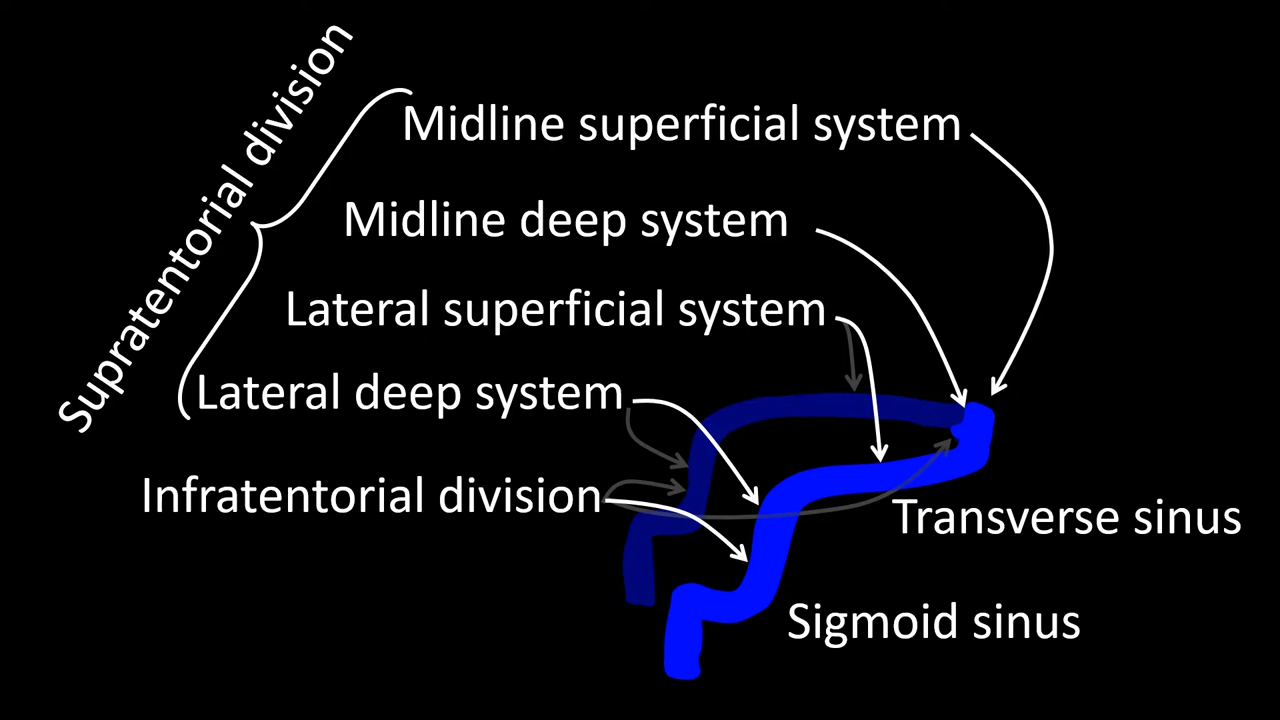 Supratentorial division
Midline superficial system
Midline deep system
Lateral superficial system
Lateral deep system
Infratentorial division
Transverse sinus
Sigmoid sinus